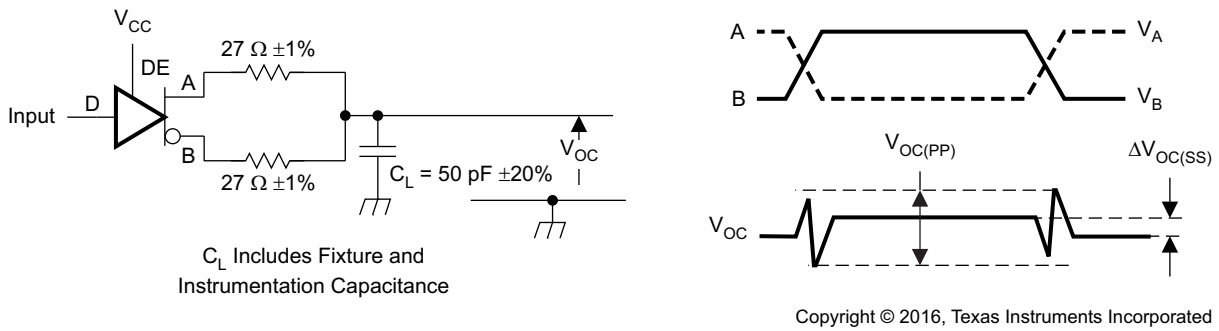 V_CC
27 Ω ±1%
DE
A
Input
D
B
27 Ω ±1%
C_L = 50 pF ±20%
V_OC
C_L Includes Fixture and
Instrumentation Capacitance
A
V_A
B
V_B
V_OC(PP)
ΔV_OC(SS)
V_OC
Copyright © 2016, Texas Instruments Incorporated